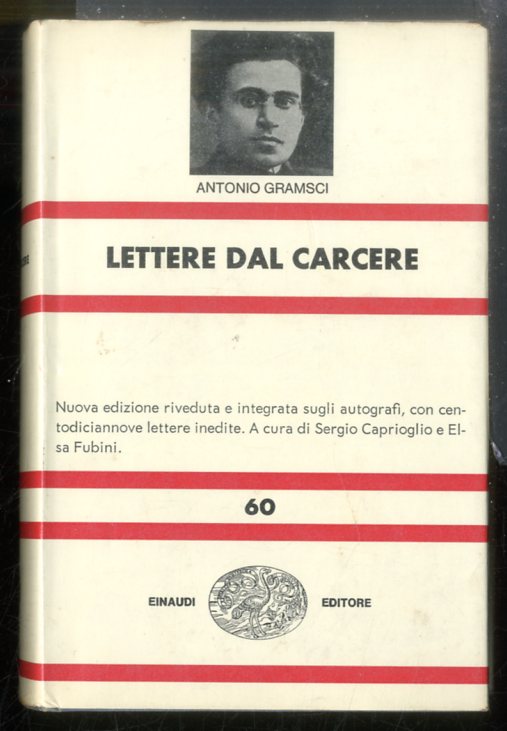 ANTONIO GRAMSCI
LETTERE DAL CARCERE
Nuova edizione riveduta e integrata sugli autografi, con cen-
todiciannove lettere inedite. A cura di Sergio Caprioglio e El-
sa Fubini.
60
EINAUDI EDITORE